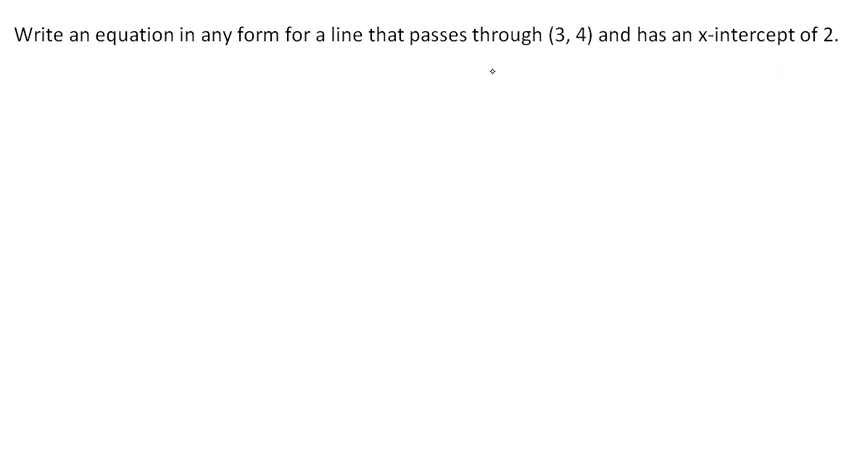 Write an equation in any form for a line that passes through (3, 4) and has an x-intercept of 2.